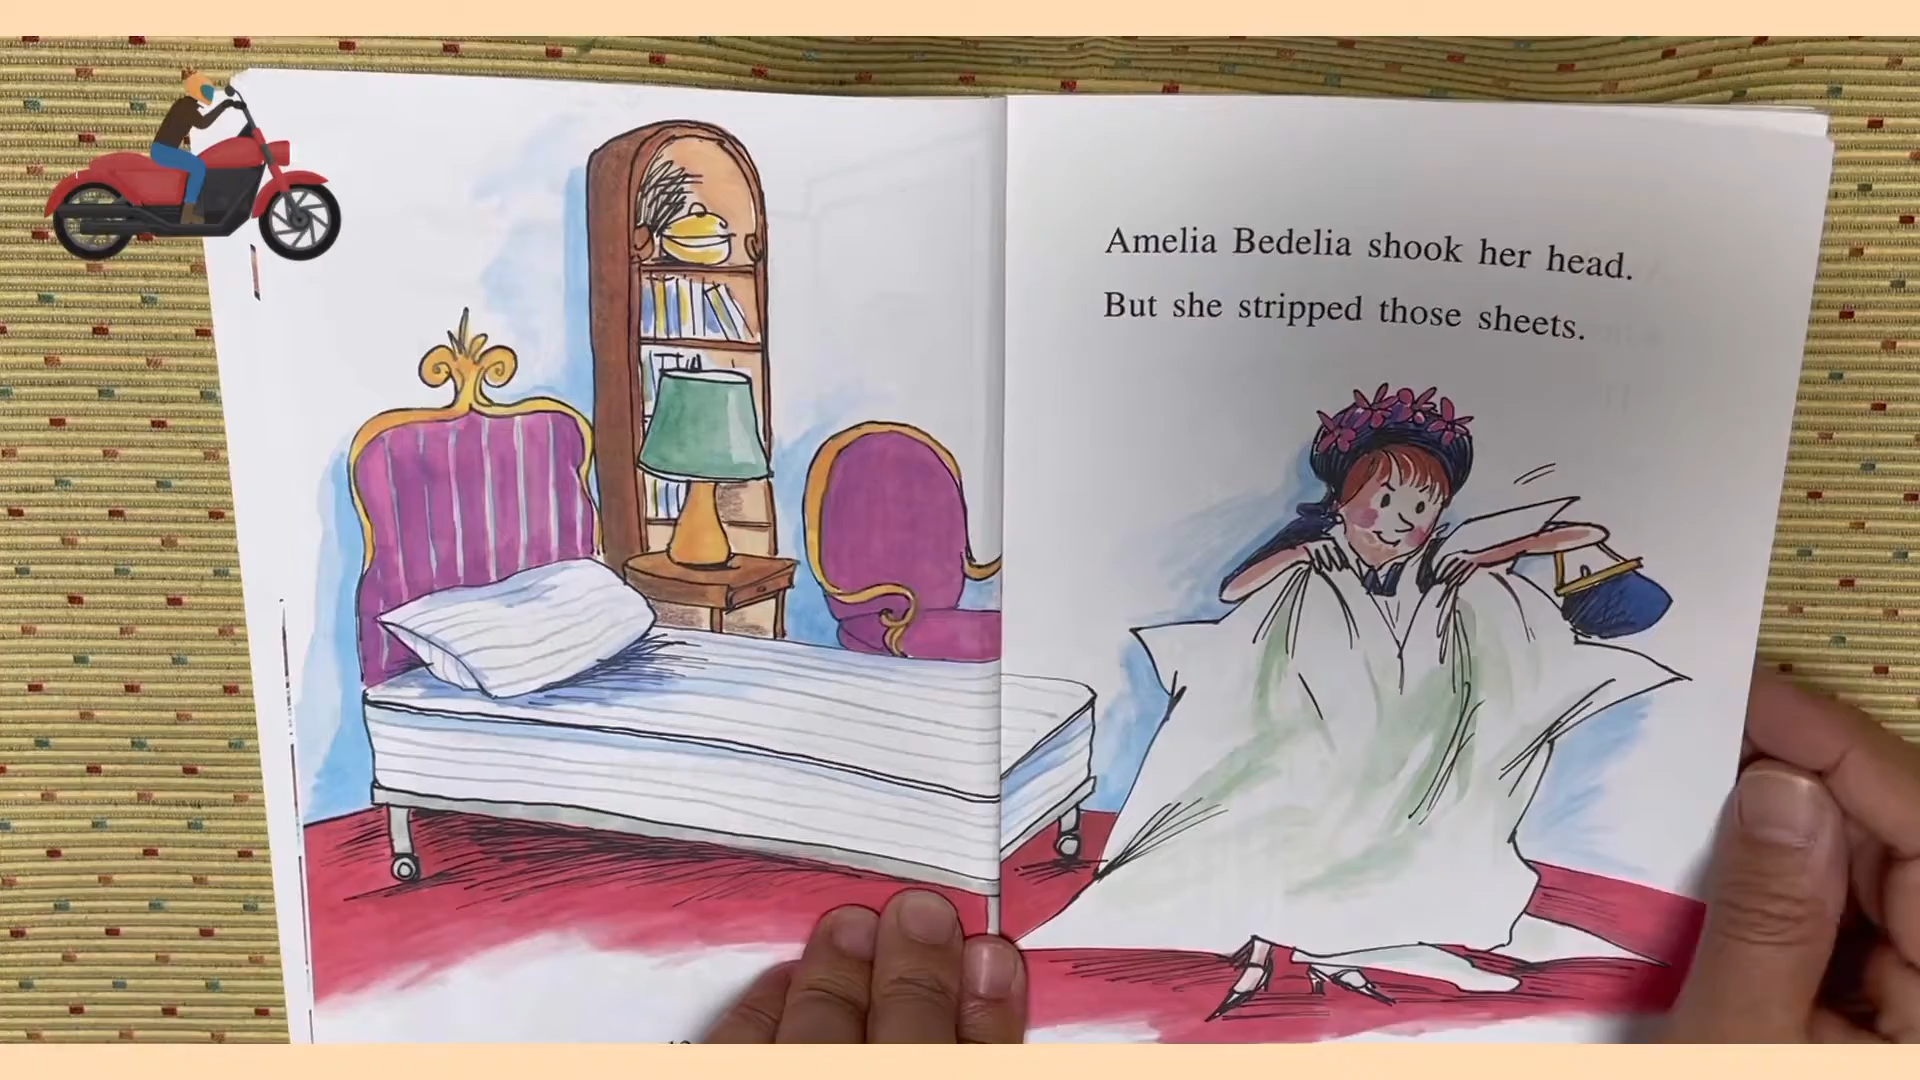 Amelia Bedelia shook her head.
But she stripped those sheets.